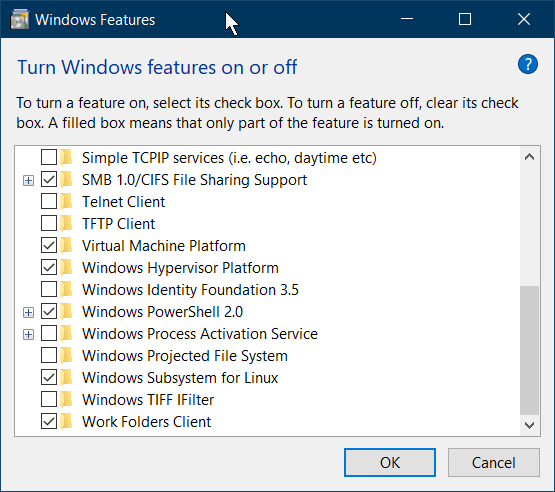 Windows Features
Turn Windows features on or off
?
To turn a feature on, select its check box. To turn a feature off, clear its check
box. A filled box means that only part of the feature is turned on.
Simple TCPIP services (i.e. echo, daytime etc)
SMB 1.0/CIFS File Sharing Support
Telnet Client
TFTP Client
Virtual Machine Platform
Windows Hypervisor Platform
Windows Identity Foundation 3.5
Windows PowerShell 2.0
Windows Process Activation Service
Windows Projected File System
Windows Subsystem for Linux
Windows TIFF IFilter
Work Folders Client
OK
Cancel